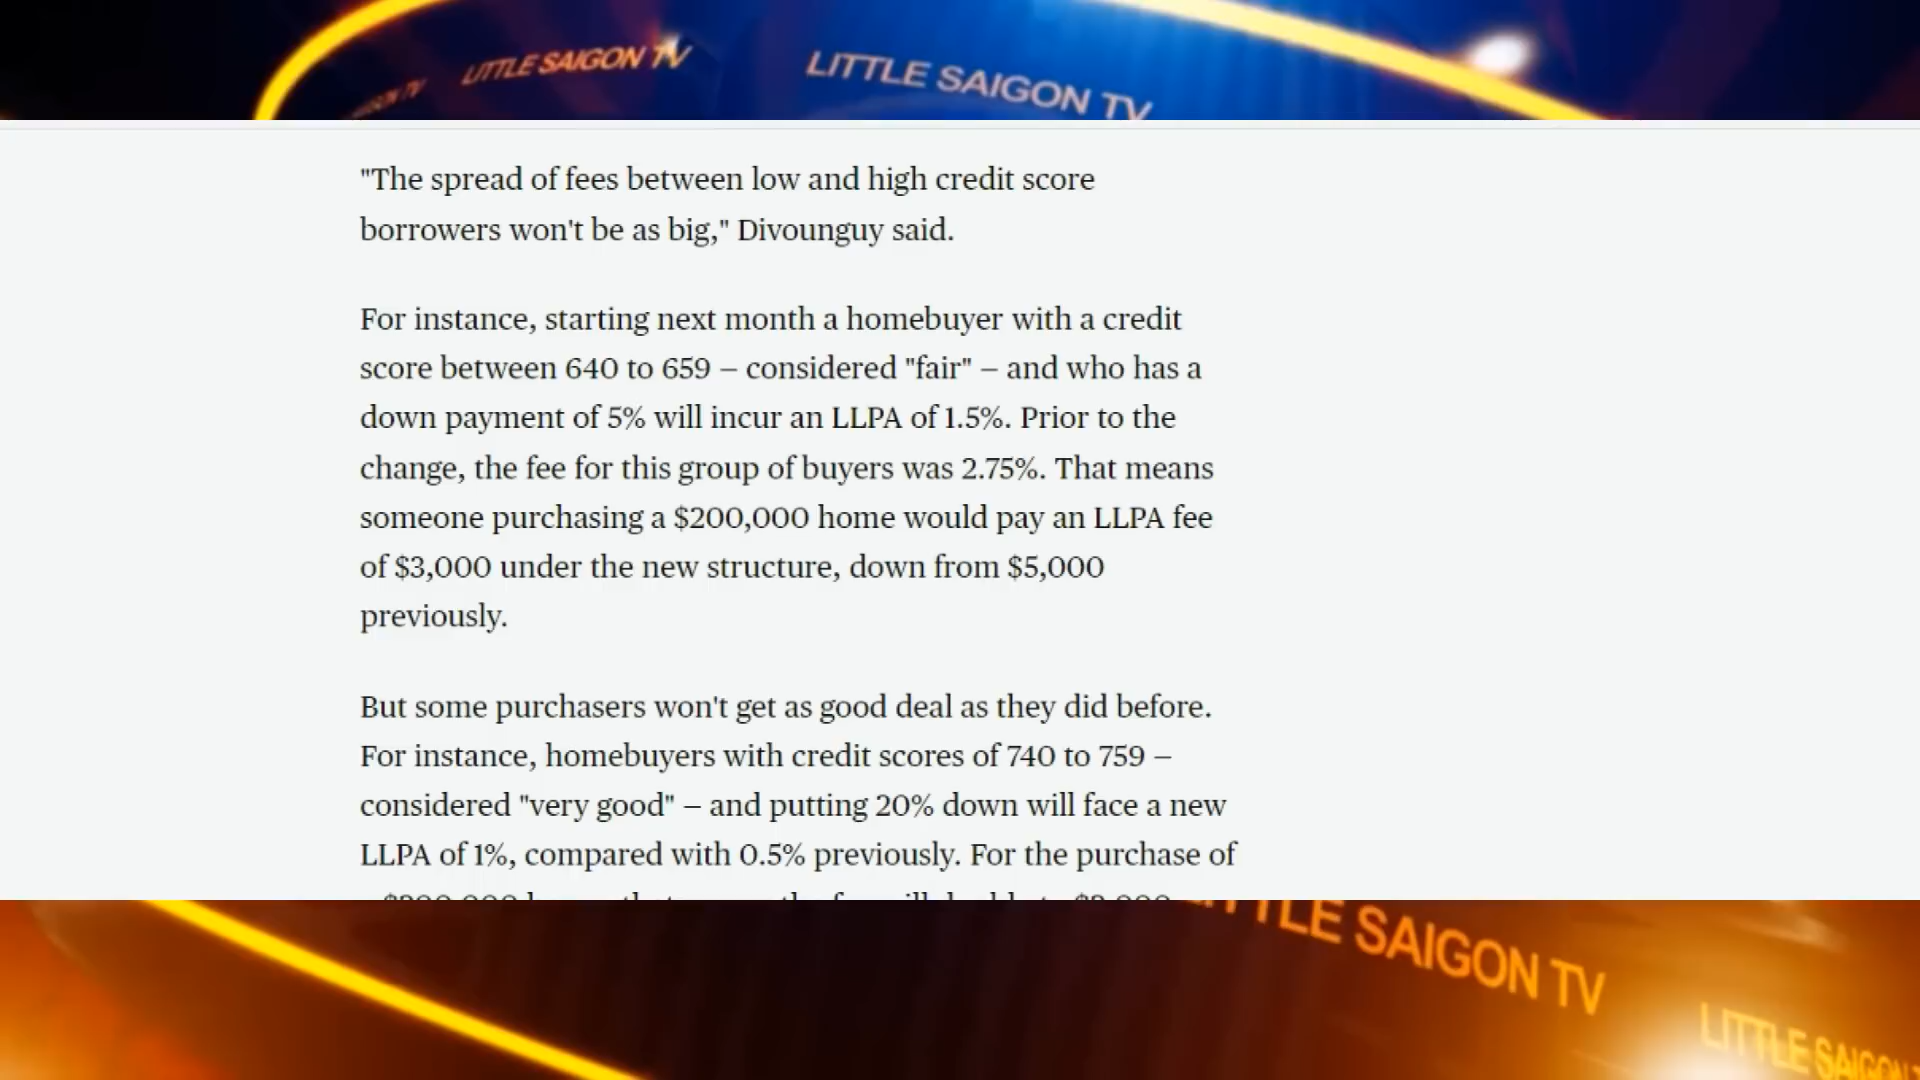 LITTLE SAIGON TV
LITTLE SAIGON TV
SAIGON TV
"The spread of fees between low and high credit score
borrowers won't be as big," Divounguy said.
For instance, starting next month a homebuyer with a credit
score between 640 to 659 – considered "fair" – and who has a
down payment of 5% will incur an LLPA of 1.5%. Prior to the
change, the fee for this group of buyers was 2.75%. That means
someone purchasing a $200,000 home would pay an LLPA fee
of $3,000 under the new structure, down from $5,000
previously.
But some purchasers won't get as good deal as they did before.
For instance, homebuyers with credit scores of 740 to 759 –
considered "very good" – and putting 20% down will face a new
LLPA of 1%, compared with 0.5% previously. For the purchase of
LITTLE SAIGON TV
LITTLE SAIGON